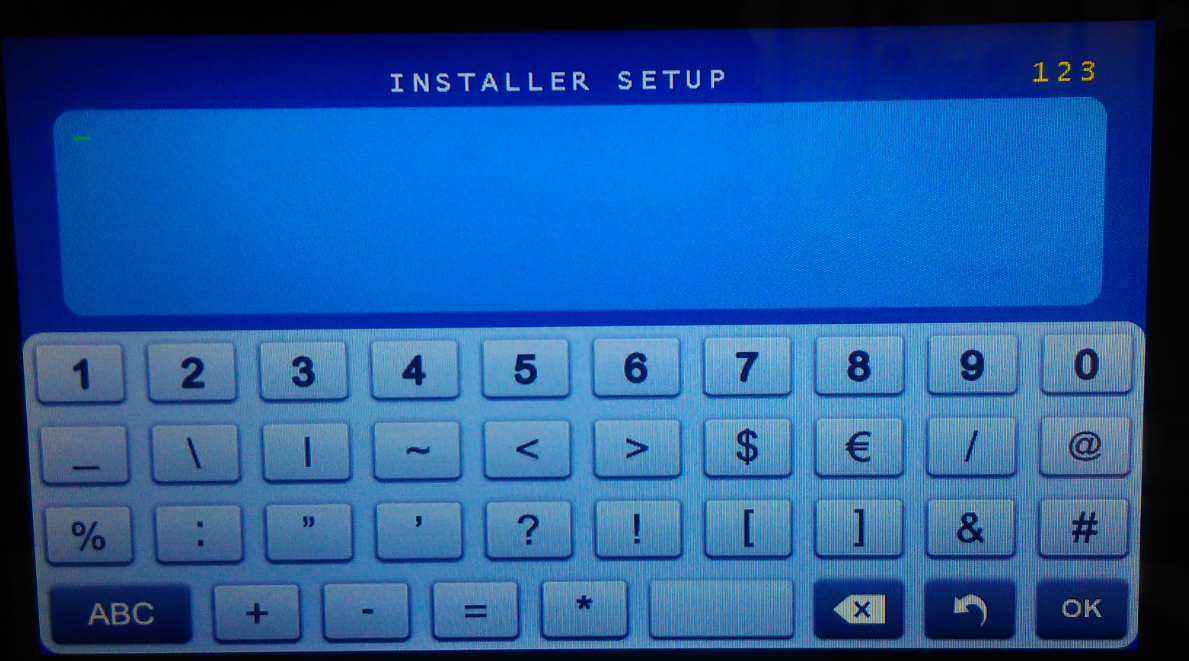 INSTALLER SETUP
123
_
1 2 3 4 5 6 7 8 9 0
_ \ | ~ < > $ € / @
% : " ' ? ! [ ] & #
ABC + - = * OK